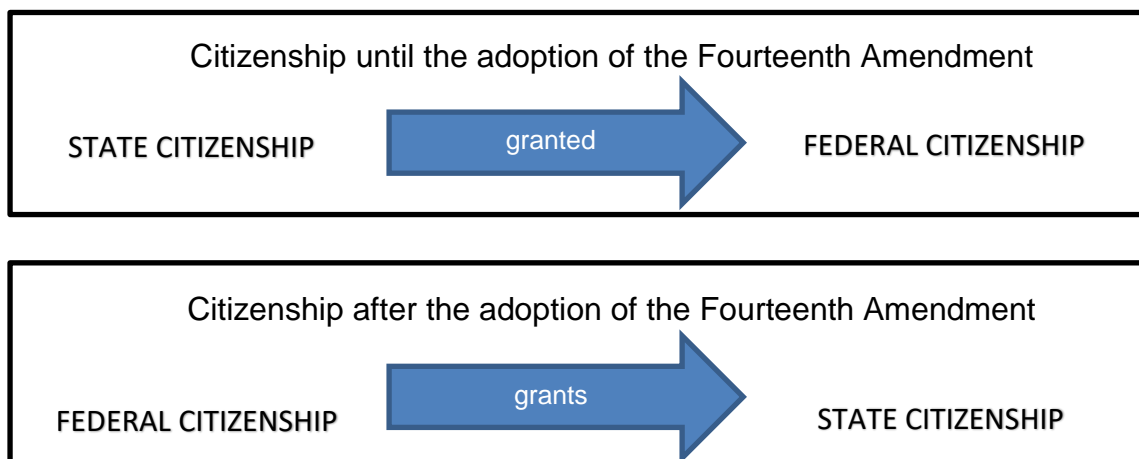 Citizenship until the adoption of the Fourteenth Amendment
STATE CITIZENSHIP
granted
FEDERAL CITIZENSHIP
Citizenship after the adoption of the Fourteenth Amendment
FEDERAL CITIZENSHIP
grants
STATE CITIZENSHIP